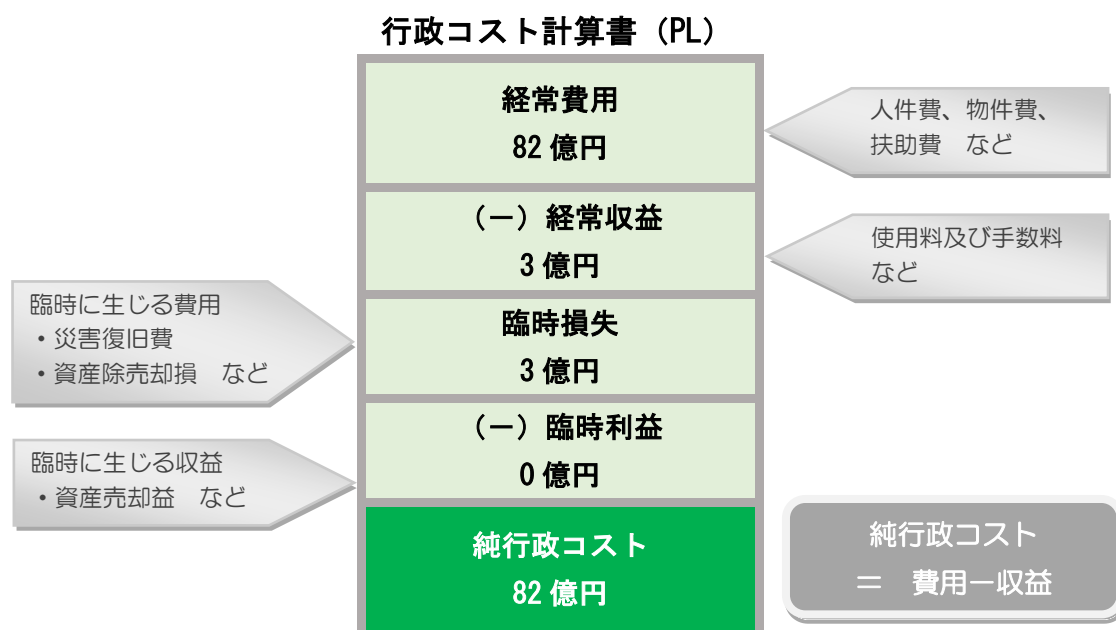 行政コスト計算書（PL）
経常費用
82 億円
人件費、物件費、
扶助費　など
（－）経常収益
3 億円
使用料及び手数料
など
臨時に生じる費用
・災害復旧費
・資産除売却損　など
臨時損失
3 億円
（－）臨時利益
0 億円
臨時に生じる収益
・資産売却益　など
純行政コスト
82 億円
純行政コスト
＝　費用－収益